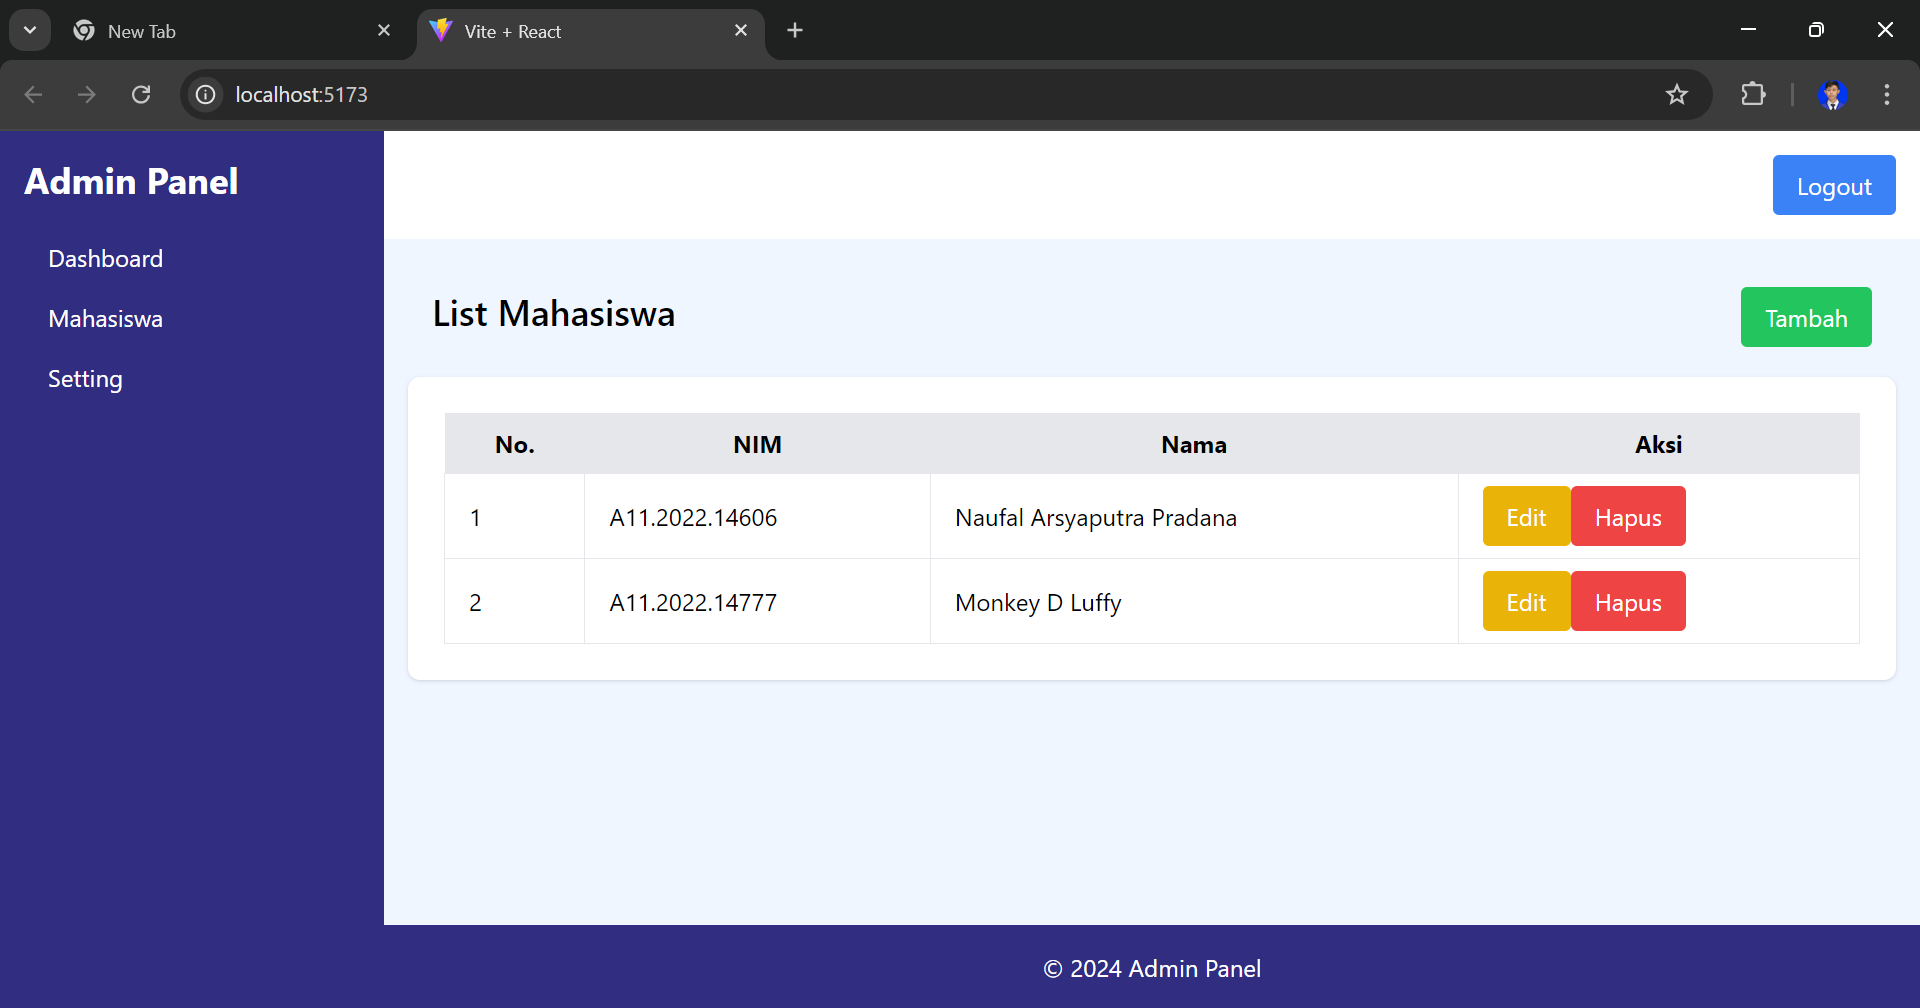 New Tab
Vite + React
localhost:5173
Admin Panel
Logout
Dashboard
Mahasiswa
Setting
List Mahasiswa
Tambah
No. NIM Nama Aksi
1 A11.2022.14606 Naufal Arsyaputra Pradana Edit Hapus
2 A11.2022.14777 Monkey D Luffy Edit Hapus
© 2024 Admin Panel